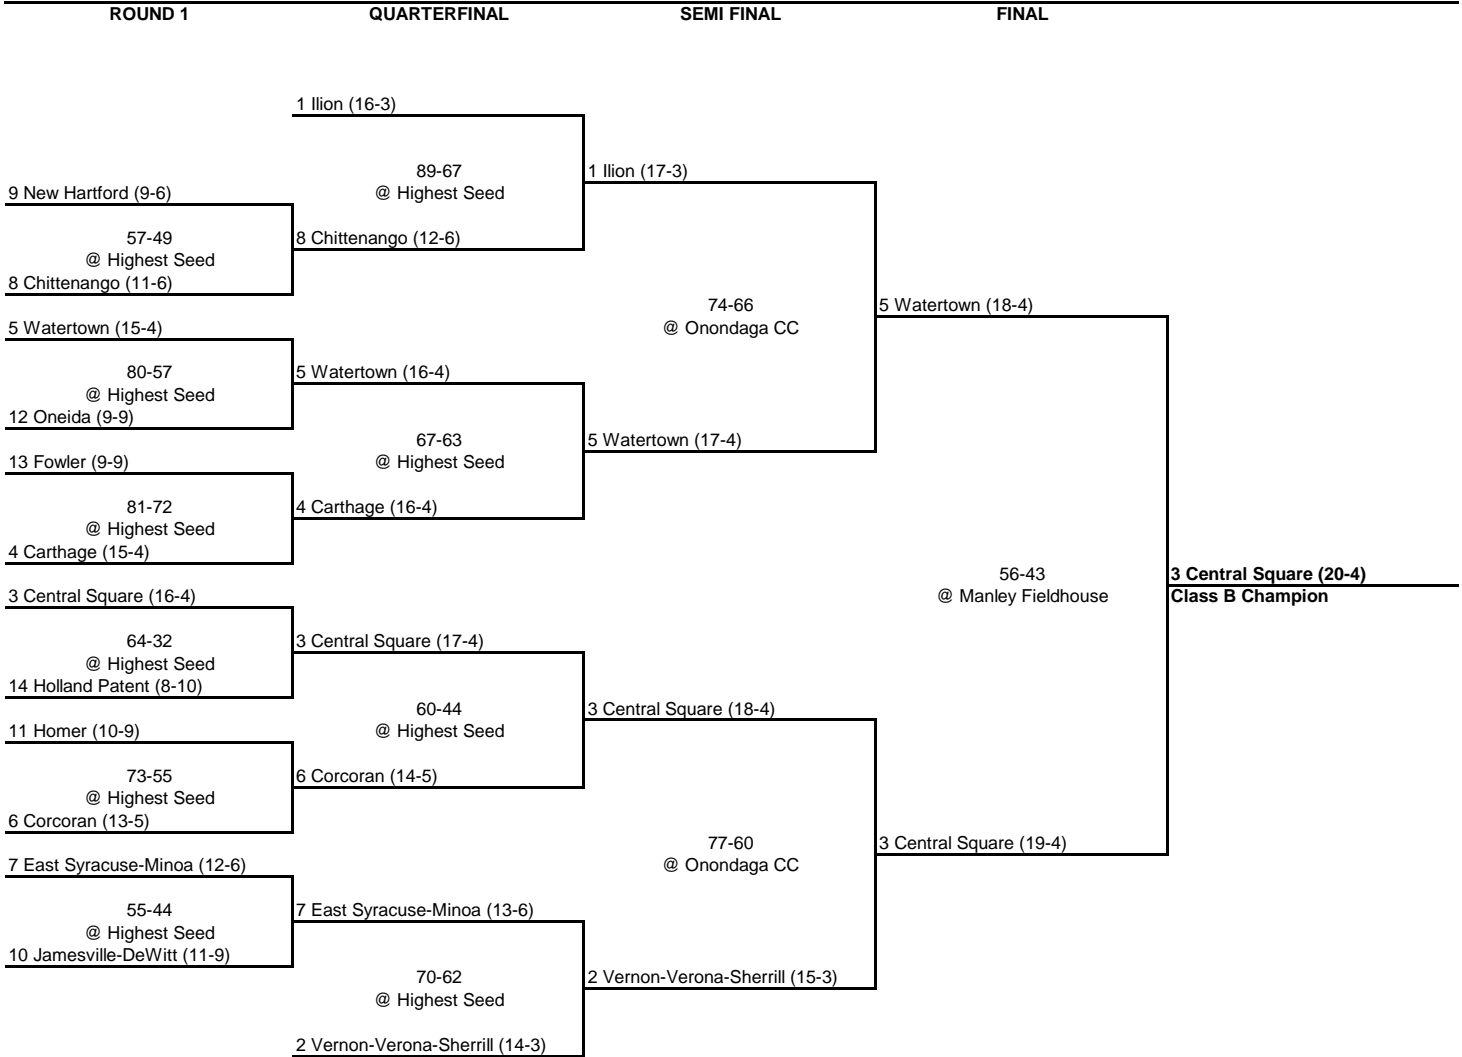 ROUND 1
QUARTERFINAL
SEMI FINAL
FINAL
1 Ilion (16-3)
89-67
@ Highest Seed
1 Ilion (17-3)
9 New Hartford (9-6)
57-49
@ Highest Seed
8 Chittenango (12-6)
8 Chittenango (11-6)
74-66
@ Onondaga CC
5 Watertown (18-4)
5 Watertown (15-4)
80-57
@ Highest Seed
5 Watertown (16-4)
12 Oneida (9-9)
67-63
@ Highest Seed
5 Watertown (17-4)
13 Fowler (9-9)
81-72
@ Highest Seed
4 Carthage (16-4)
4 Carthage (15-4)
56-43
@ Manley Fieldhouse
3 Central Square (20-4)
Class B Champion
3 Central Square (16-4)
64-32
@ Highest Seed
3 Central Square (17-4)
14 Holland Patent (8-10)
60-44
@ Highest Seed
3 Central Square (18-4)
11 Homer (10-9)
73-55
@ Highest Seed
6 Corcoran (14-5)
6 Corcoran (13-5)
77-60
@ Onondaga CC
3 Central Square (19-4)
7 East Syracuse-Minoa (12-6)
55-44
@ Highest Seed
7 East Syracuse-Minoa (13-6)
10 Jamesville-DeWitt (11-9)
70-62
@ Highest Seed
2 Vernon-Verona-Sherrill (15-3)
2 Vernon-Verona-Sherrill (14-3)